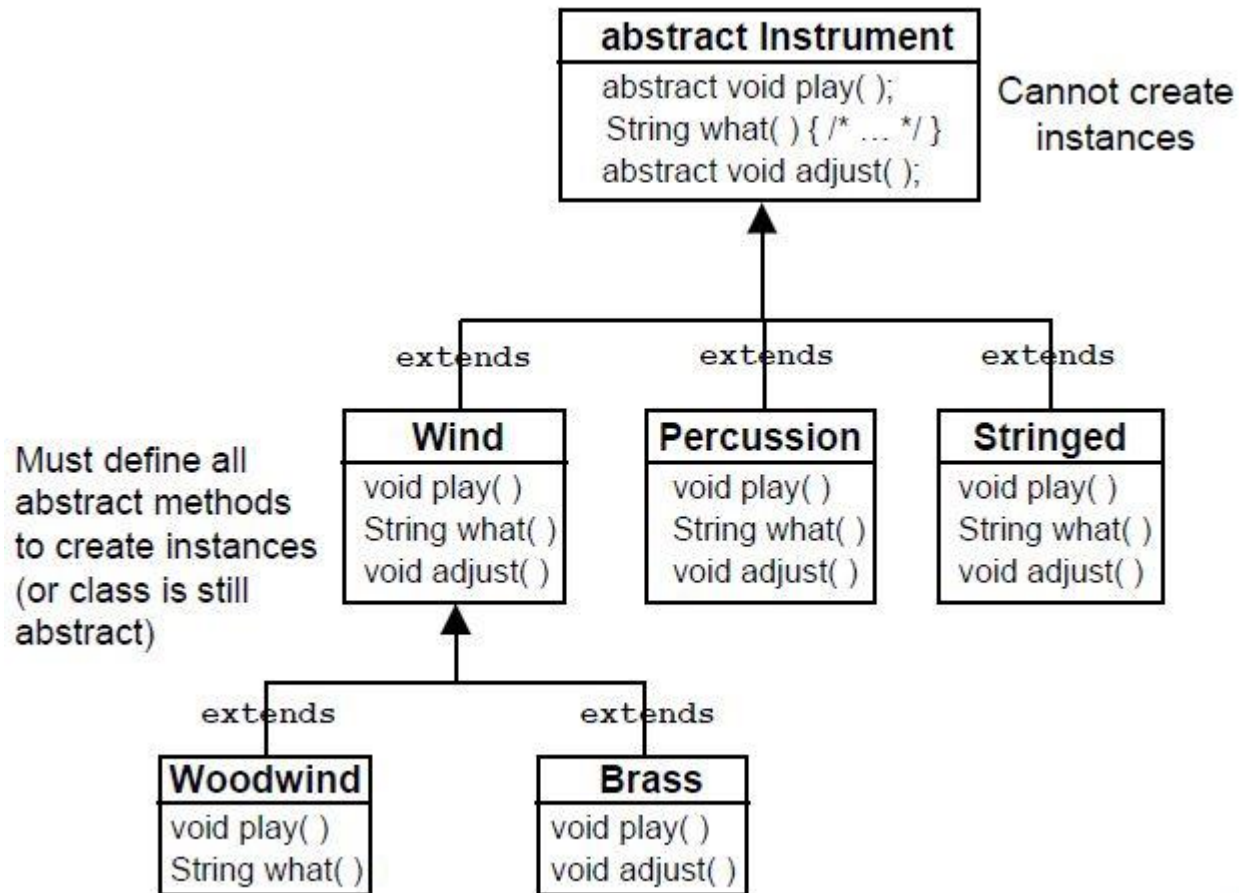 abstract Instrument
abstract void play( );
String what( ) { /* ... */ }
abstract void adjust( );
Cannot create
instances
extends
extends
extends
Wind
void play( )
String what( )
void adjust( )
Percussion
void play( )
String what( )
void adjust( )
Stringed
void play( )
String what( )
void adjust( )
Must define all
abstract methods
to create instances
(or class is still
abstract)
extends
extends
Woodwind
void play( )
String what( )
Brass
void play( )
void adjust( )